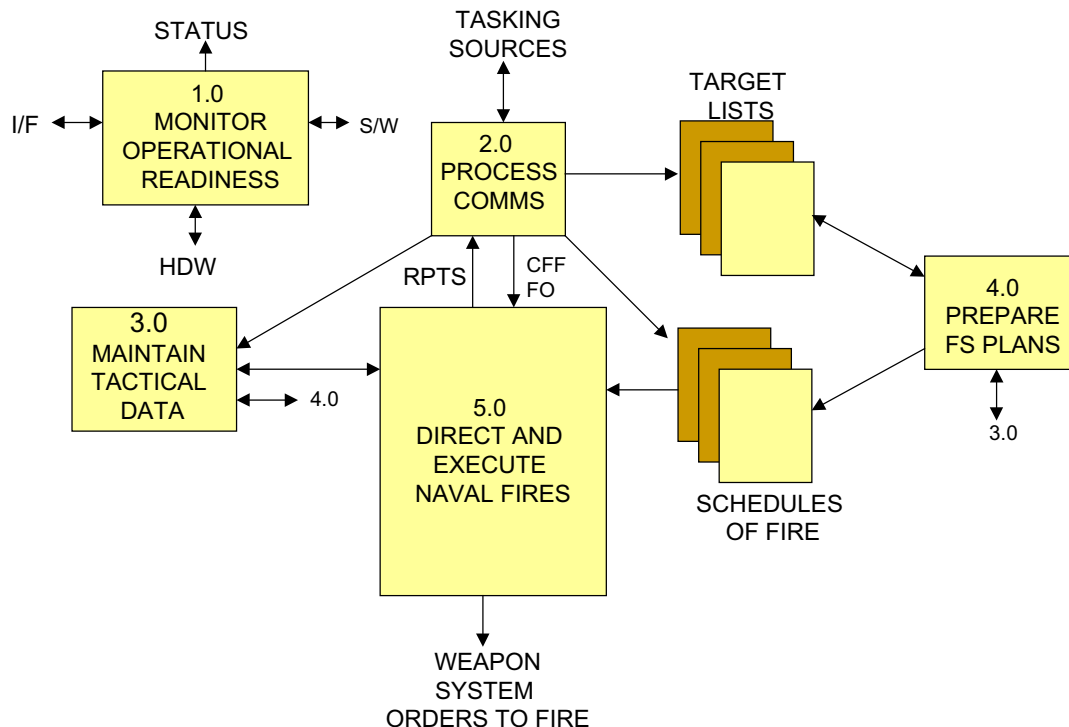 STATUS
1.0
MONITOR
OPERATIONAL
READINESS
I/F
S/W
HDW
TASKING
SOURCES
2.0
PROCESS
COMMS
TARGET
LISTS
RPTS
CFF
FO
3.0
MAINTAIN
TACTICAL
DATA
4.0
5.0
DIRECT AND
EXECUTE
NAVAL FIRES
4.0
PREPARE
FS PLANS
3.0
SCHEDULES
OF FIRE
WEAPON
SYSTEM
ORDERS TO FIRE